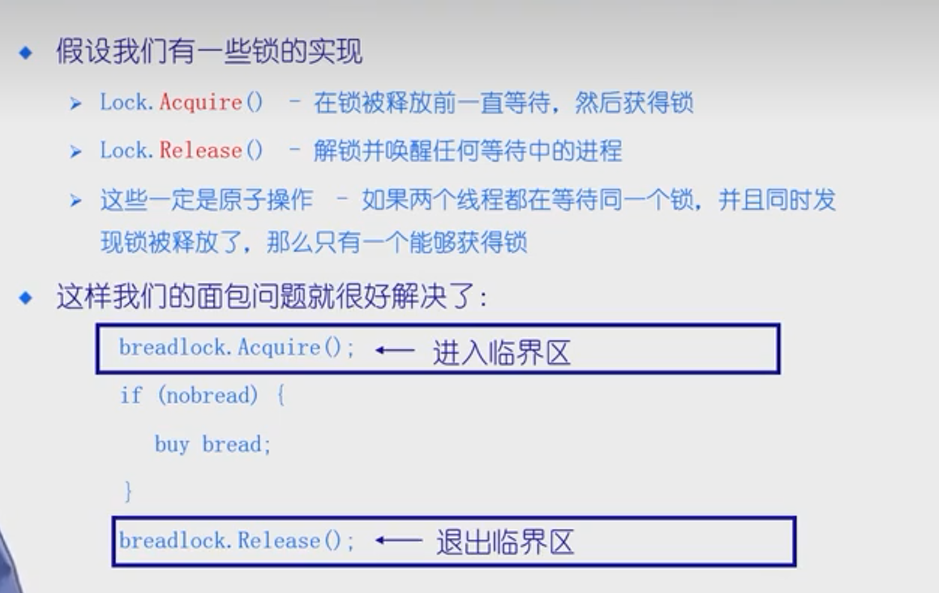 假设我们有一些锁的实现
Lock.Acquire() - 在锁被释放前一直等待，然后获得锁
Lock.Release() - 解锁并唤醒任何等待中的进程
这些一定是原子操作 - 如果两个线程都在等待同一个锁，并且同时发
现锁被释放了，那么只有一个能够获得锁
这样我们的面包问题就很好解决了：
breadlock.Acquire(); ← 进入临界区
if (nobread) {
buy bread;
}
breadlock.Release(); ← 退出临界区